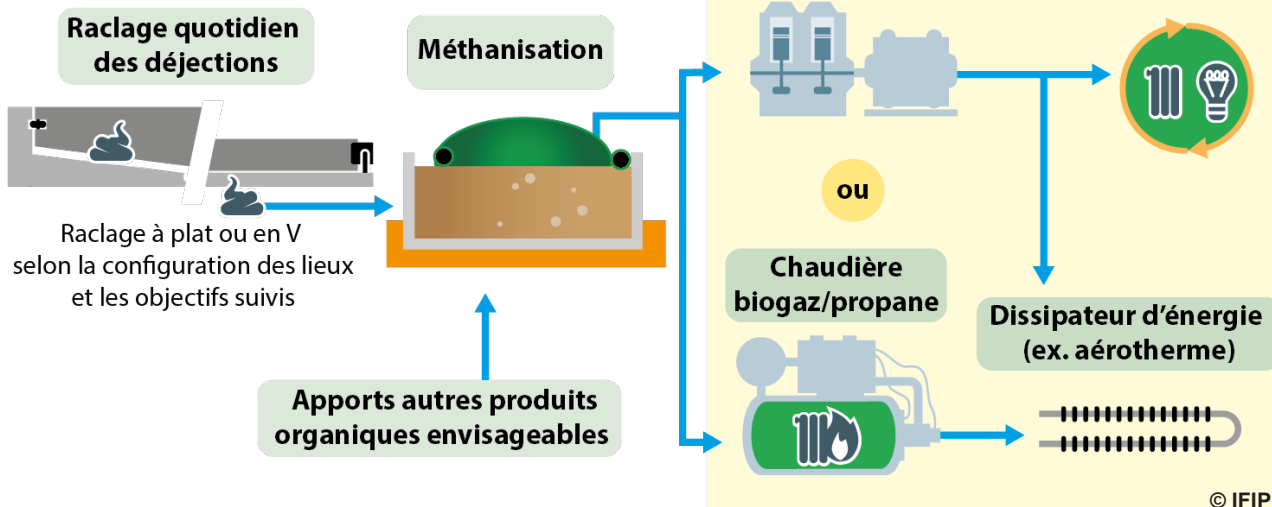 Raclage quotidien
des déjections
Méthanisation
Raclage à plat ou en V
selon la configuration des lieux
et les objectifs suivis
Apports autres produits
organiques envisageables
ou
Chaudière
biogaz/propane
Dissipateur d'énergie
(ex. aérotherme)
© IFIP